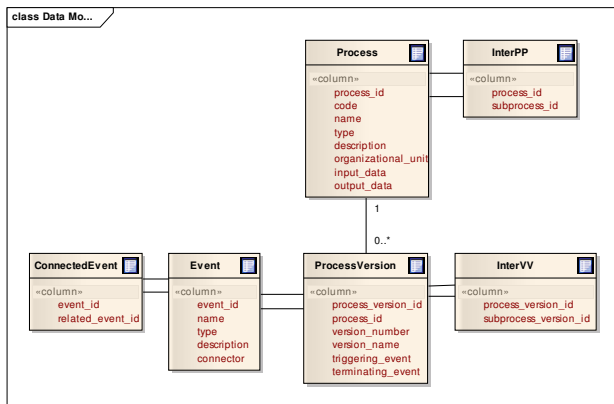 class Data Mo...
Process
«column»
process_id
code
name
type
description
organizational_unit
input_data
output_data
InterPP
«column»
process_id
subprocess_id
1
0..*
ConnectedEvent
«column»
event_id
related_event_id
Event
«column»
event_id
name
type
description
connector
ProcessVersion
«column»
process_version_id
process_id
version_number
version_name
triggering_event
terminating_event
InterVV
«column»
process_version_id
subprocess_version_id